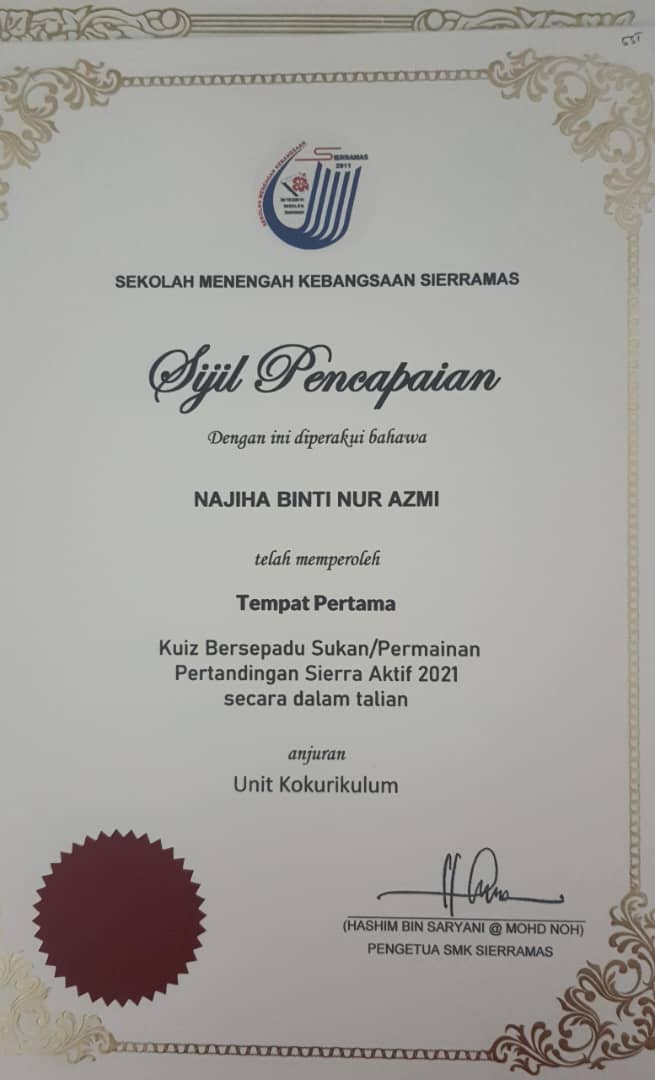 SEKOLAH MENENGAH KEBANGSAAN
SIERRAMAS
2011
SEKOLAH MENENGAH KEBANGSAAN SIERRAMAS
Sijil Pencapaian
Dengan ini diperakui bahawa
NAJIHA BINTI NUR AZMI
telah memperoleh
Tempat Pertama
Kuiz Bersepadu Sukan/Permainan
Pertandingan Sierra Aktif 2021
secara dalam talian
anjuran
Unit Kokurikulum
(HASHIM BIN SARYANI @ MOHD NOH)
PENGETUA SMK SIERRAMAS